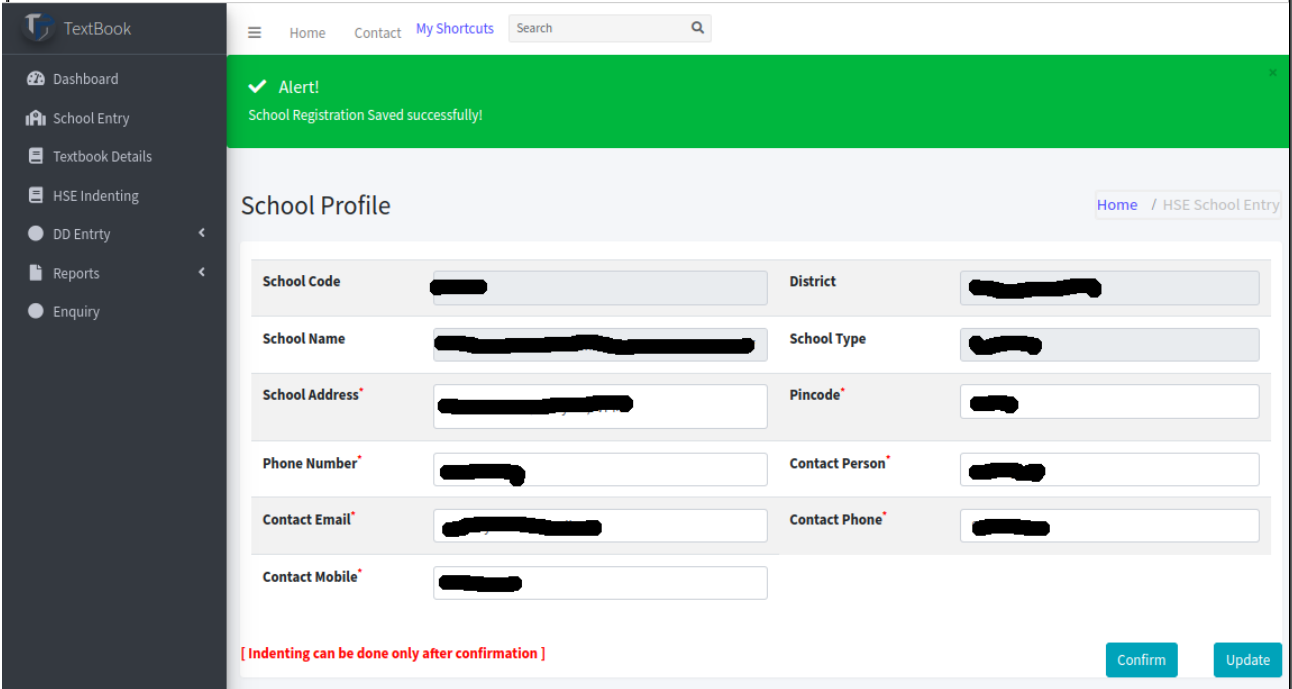 TextBook
Home Contact My Shortcuts Search
Dashboard
School Entry
Textbook Details
HSE Indenting
DD Entrty
Reports
Enquiry
×
Alert!
School Registration Saved successfully!
School Profile
Home / HSE School Entry
School Code District
School Name School Type
School Address* Pincode*
Phone Number* Contact Person*
Contact Email* Contact Phone*
Contact Mobile*
[ Indenting can be done only after confirmation ]
Confirm Update